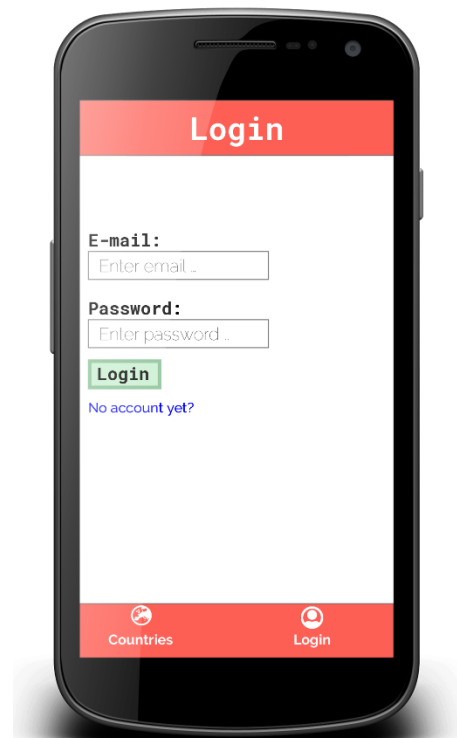 Login
E-mail:
Enter email ..
Password:
Enter password ..
Login
No account yet?
Countries
Login